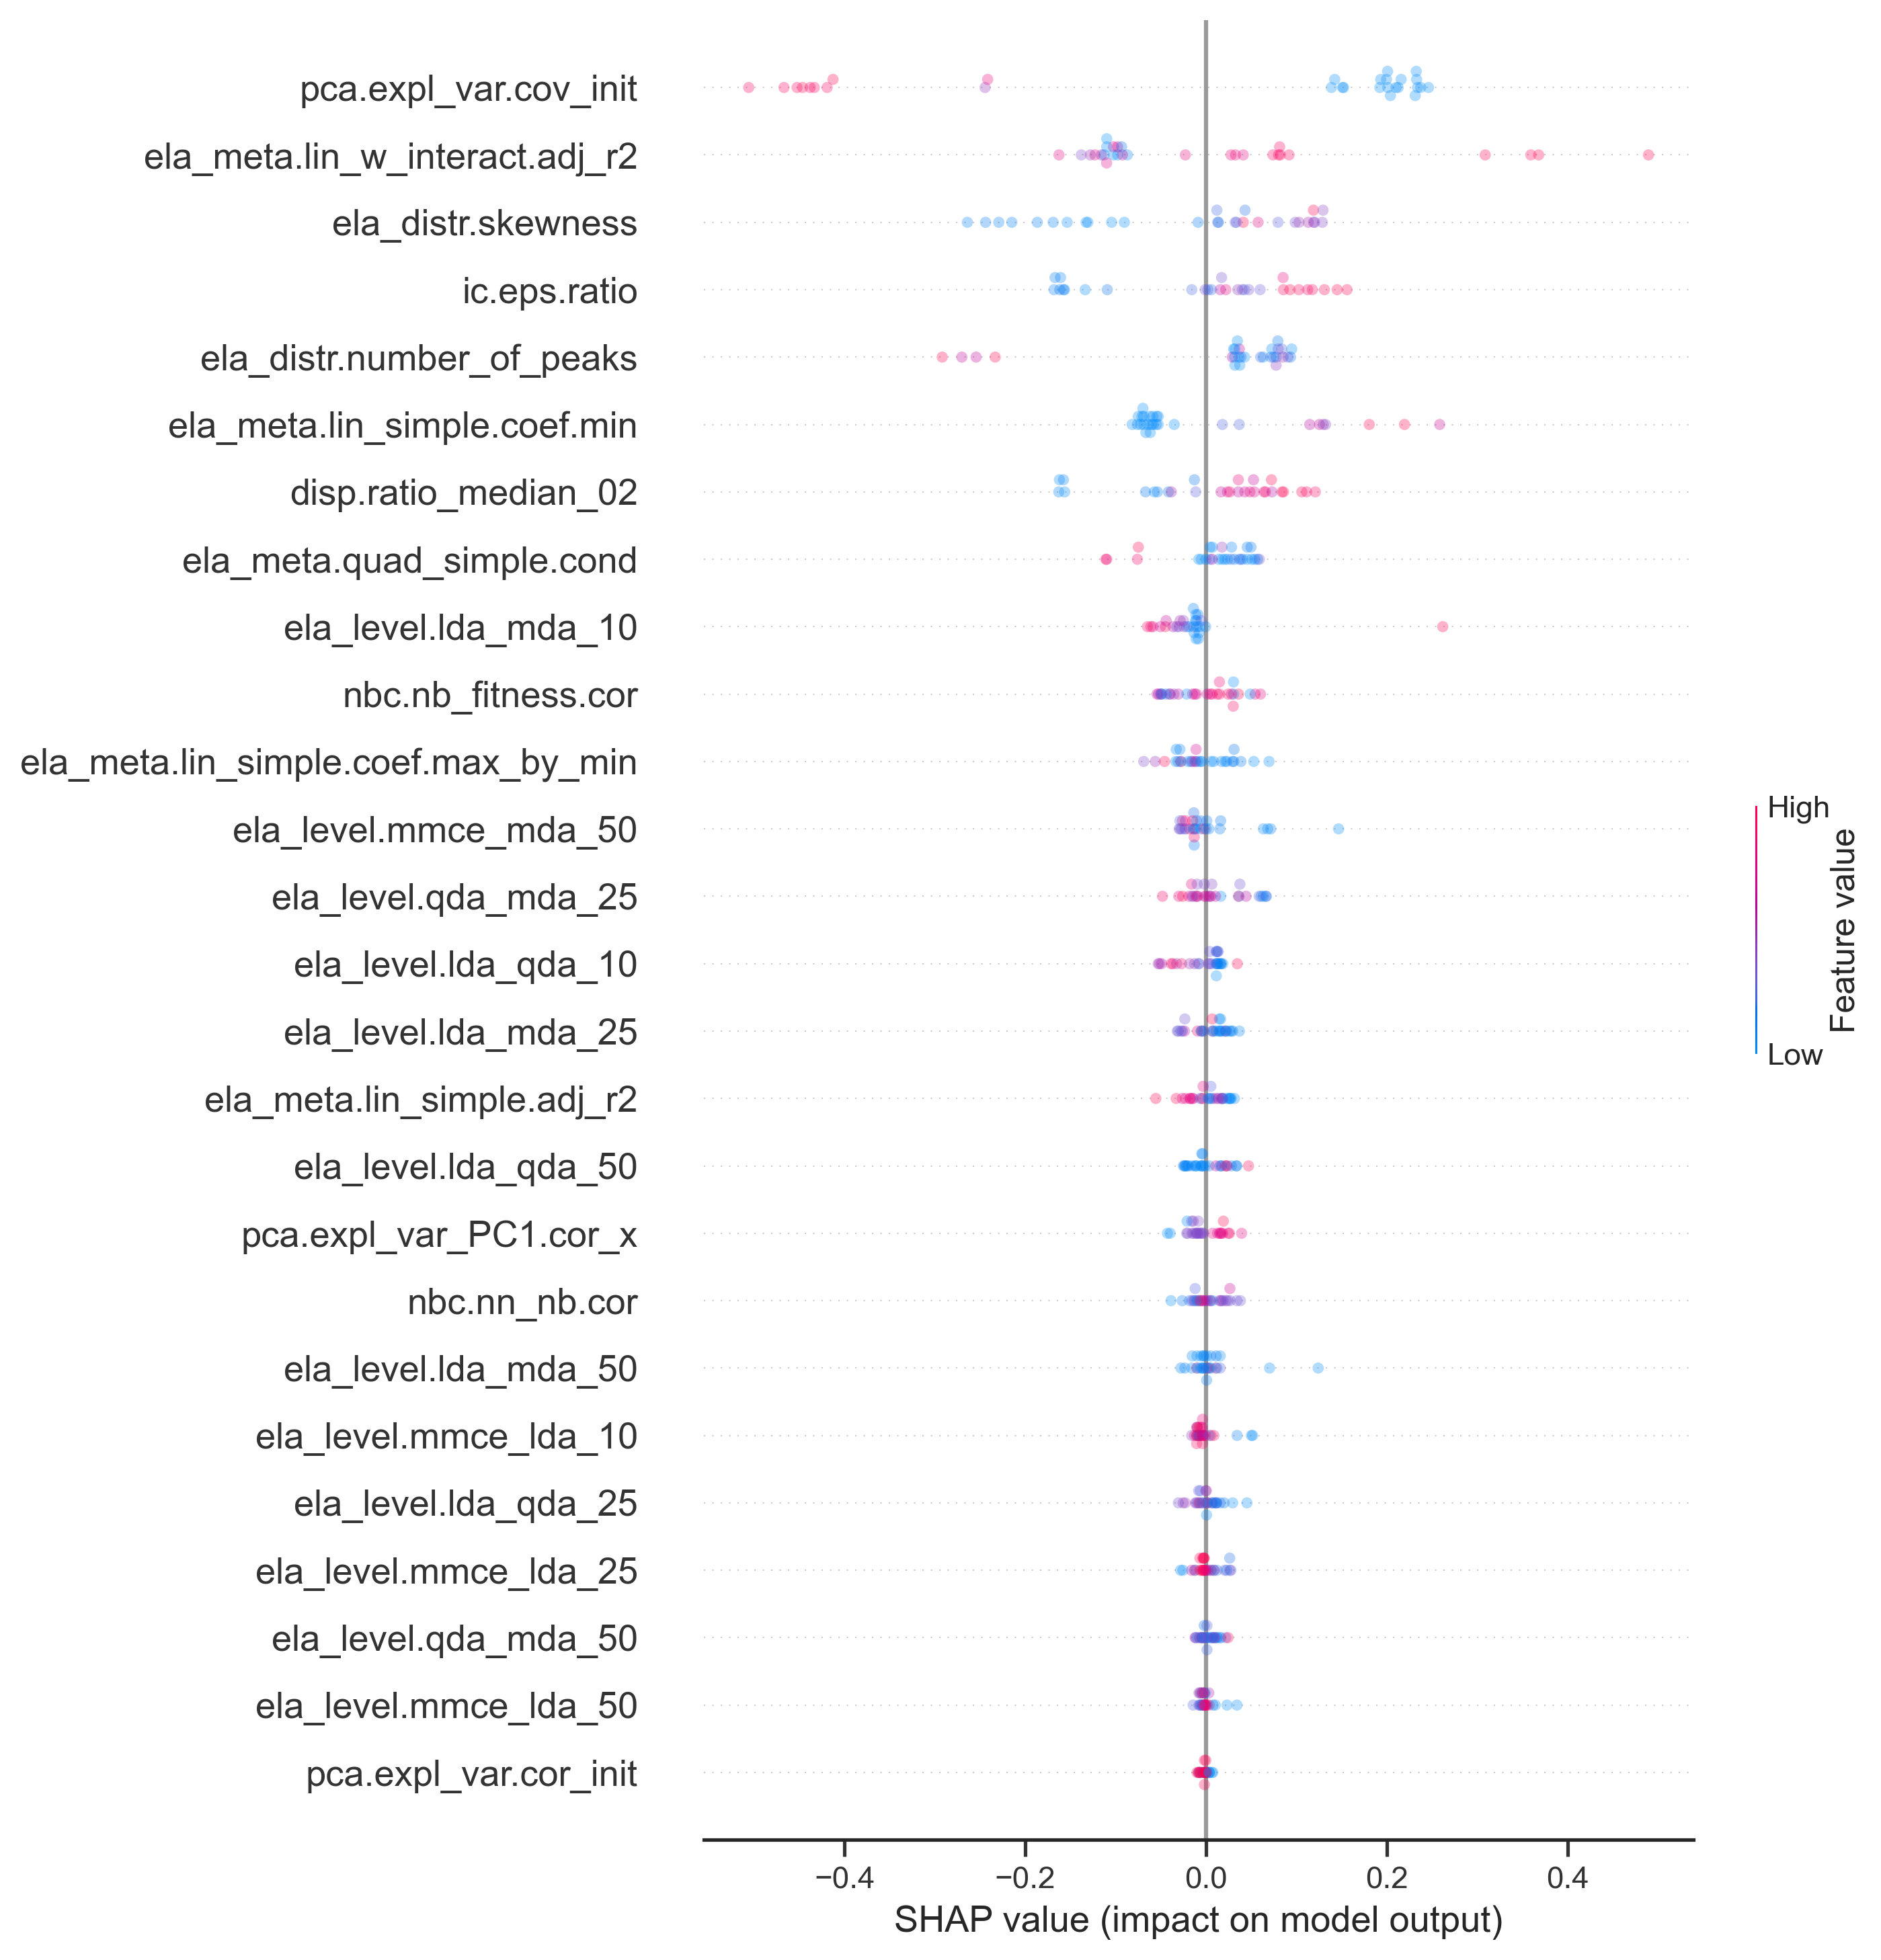 pca.expl_var.cov_init
ela_meta.lin_w_interact.adj_r2
ela_distr.skewness
ic.eps.ratio
ela_distr.number_of_peaks
ela_meta.lin_simple.coef.min
disp.ratio_median_02
ela_meta.quad_simple.cond
ela_level.lda_mda_10
nbc.nb_fitness.cor
ela_meta.lin_simple.coef.max_by_min
ela_level.mmce_mda_50
ela_level.qda_mda_25
ela_level.lda_qda_10
ela_level.lda_mda_25
ela_meta.lin_simple.adj_r2
ela_level.lda_qda_50
pca.expl_var_PC1.cor_x
nbc.nn_nb.cor
ela_level.lda_mda_50
ela_level.mmce_lda_10
ela_level.lda_qda_25
ela_level.mmce_lda_25
ela_level.qda_mda_50
ela_level.mmce_lda_50
pca.expl_var.cor_init
−0.4 −0.2 0.0 0.2 0.4
SHAP value (impact on model output)
High
Feature value
Low